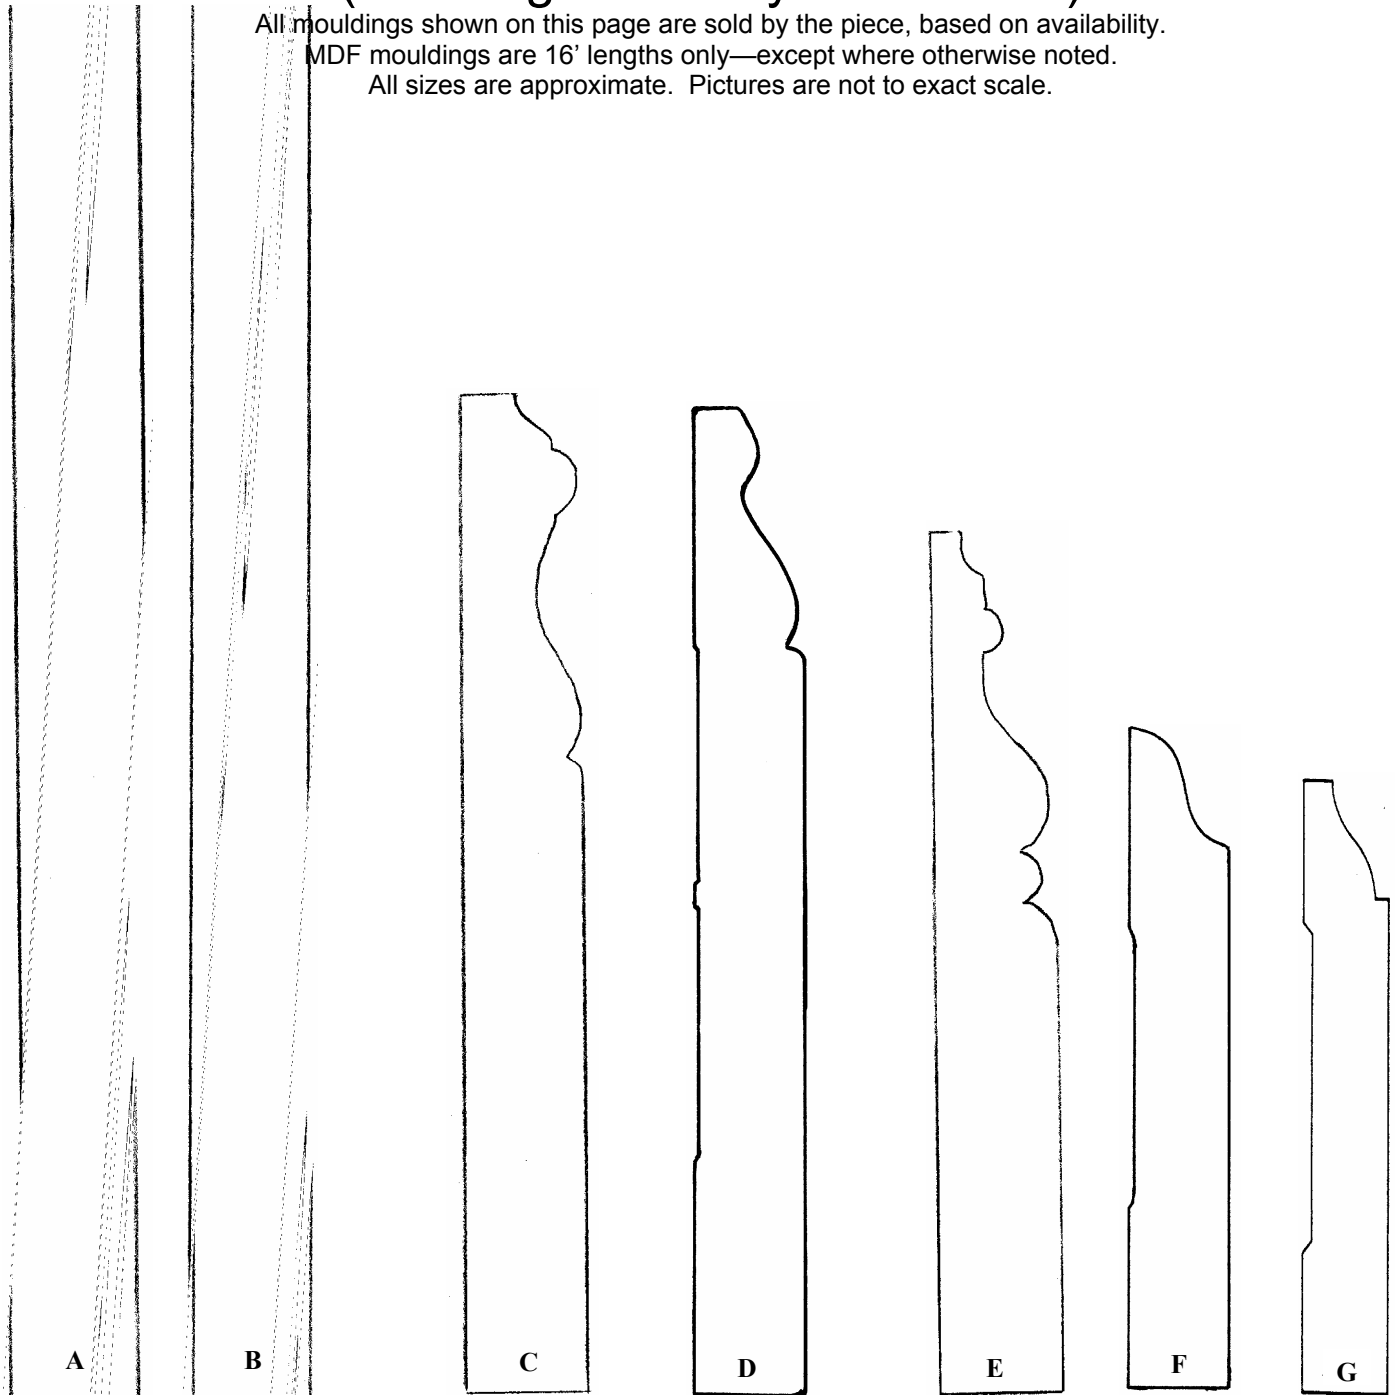 All mouldings shown on this page are sold by the piece, based on availability.
MDF mouldings are 16’ lengths only—except where otherwise noted.
All sizes are approximate.  Pictures are not to exact scale.
A
B
C
D
E
F
G